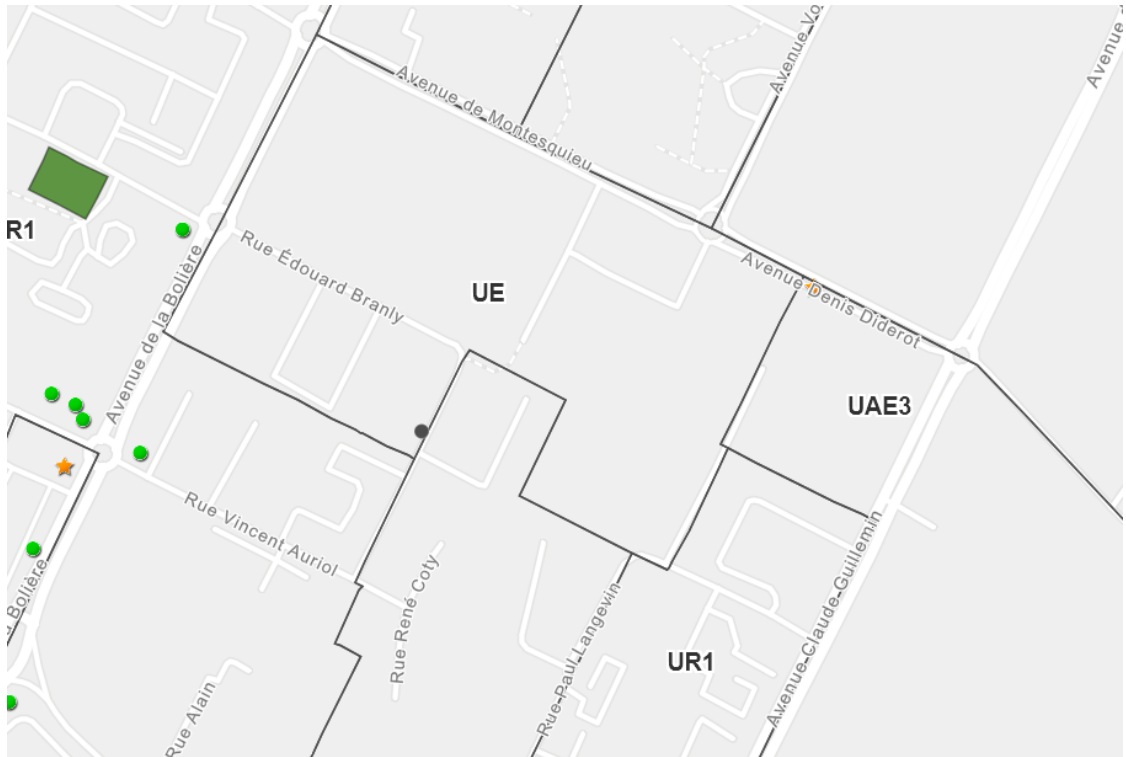 Avenue de Montesquieu
Avenue Vo
Avenue
R1
Rue Édouard Branly
Avenue de la Bolière
UE
Avenue Denis Diderot
UAE3
Rue Vincent Auriol
Bolière
Rue René Coty
Rue Paul Langevin
UR1
Avenue Claude Guillemin
Rue Alain